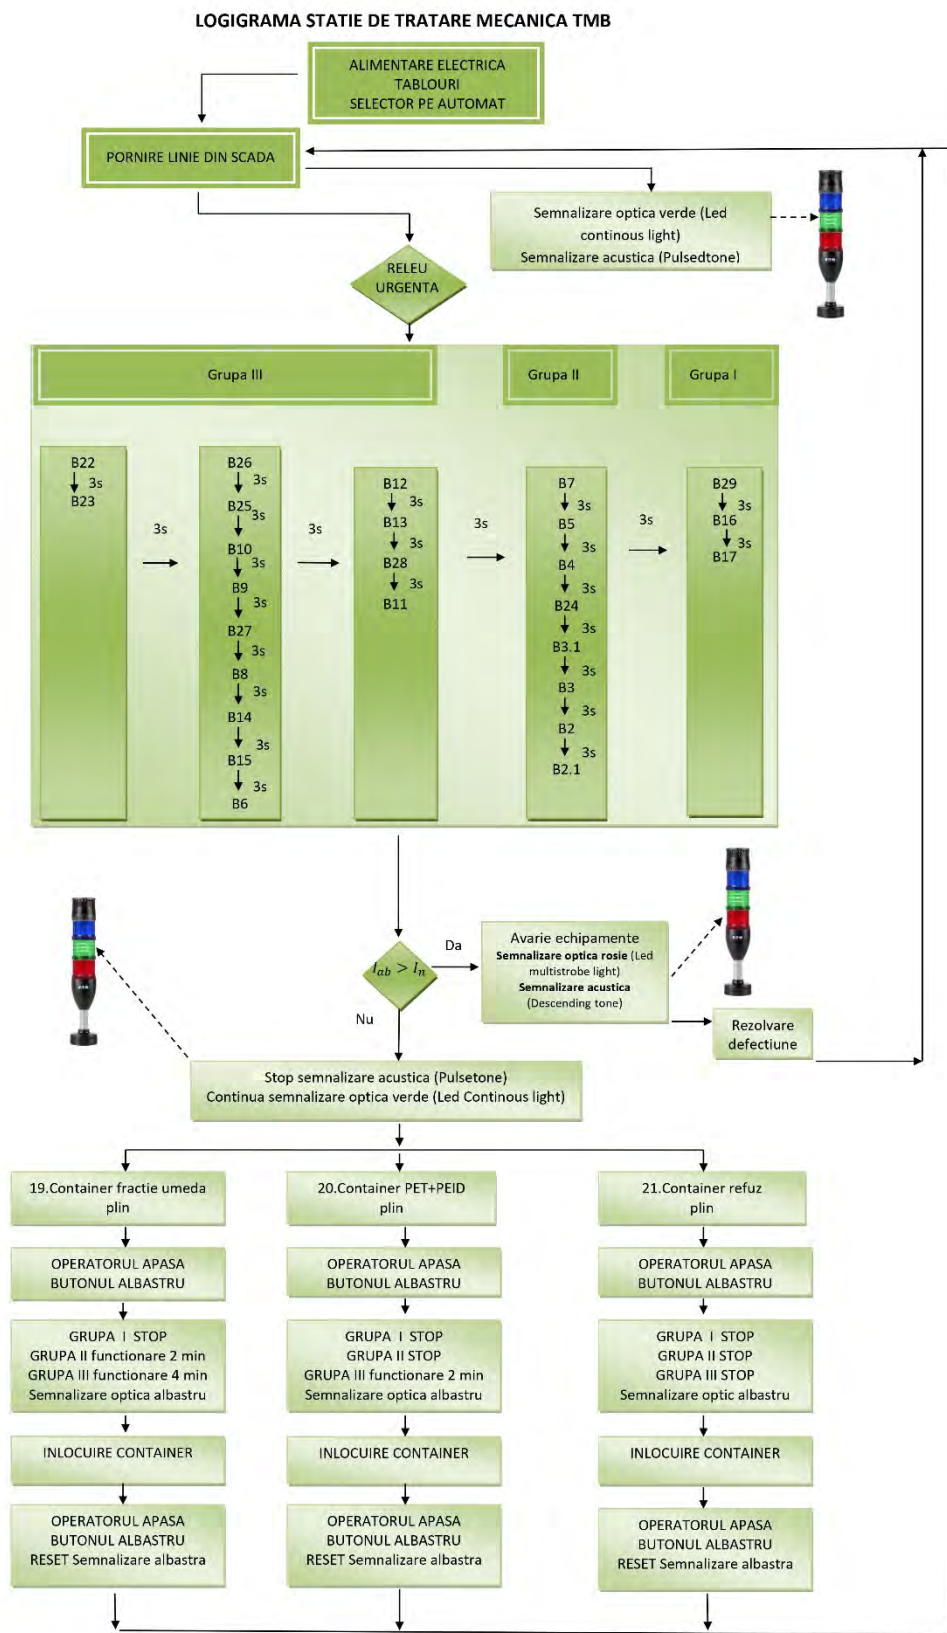 LOGIGRAMA STATIE DE TRATARE MECANICA TMB
ALIMENTARE ELECTRICA
TABLOURI
SELECTOR PE AUTOMAT
PORNIRE LINIE DIN SCADA
Semnalizare optica verde (Led
continous light)
Semnalizare acustica (Pulsedtone)
RELEU
URGENTA
Grupa III
Grupa II
Grupa I
B22
3s
B23
3s
B26
3s
B25
3s
B10
3s
B9
3s
B27
3s
B8
3s
B14
3s
B15
3s
B6
3s
B12
3s
B13
3s
B28
3s
B11
3s
B7
3s
B5
3s
B4
3s
B24
3s
B3.1
3s
B3
3s
B2
3s
B2.1
3s
B29
3s
B16
3s
B17
I_ab > I_n
Da
Nu
Avarie echipamente
Semnalizare optica rosie (Led
multistrobe light)
Semnalizare acustica
(Descending tone)
Rezolvare
defectiune
Stop semnalizare acustica (Pulsetone)
Continua semnalizare optica verde (Led Continous light)
19.Container fractie umeda
plin
OPERATORUL APASA
BUTONUL ALBASTRU
GRUPA I STOP
GRUPA II functionare 2 min
GRUPA III functionare 4 min
Semnalizare optica albastru
INLOCUIRE CONTAINER
OPERATORUL APASA
BUTONUL ALBASTRU
RESET Semnalizare albastra
20.Container PET+PEID
plin
OPERATORUL APASA
BUTONUL ALBASTRU
GRUPA I STOP
GRUPA II STOP
GRUPA III functionare 2 min
Semnalizare optica albastru
INLOCUIRE CONTAINER
OPERATORUL APASA
BUTONUL ALBASTRU
RESET Semnalizare albastra
21.Container refuz
plin
OPERATORUL APASA
BUTONUL ALBASTRU
GRUPA I STOP
GRUPA II STOP
GRUPA III STOP
Semnalizare optic albastru
INLOCUIRE CONTAINER
OPERATORUL APASA
BUTONUL ALBASTRU
RESET Semnalizare albastra